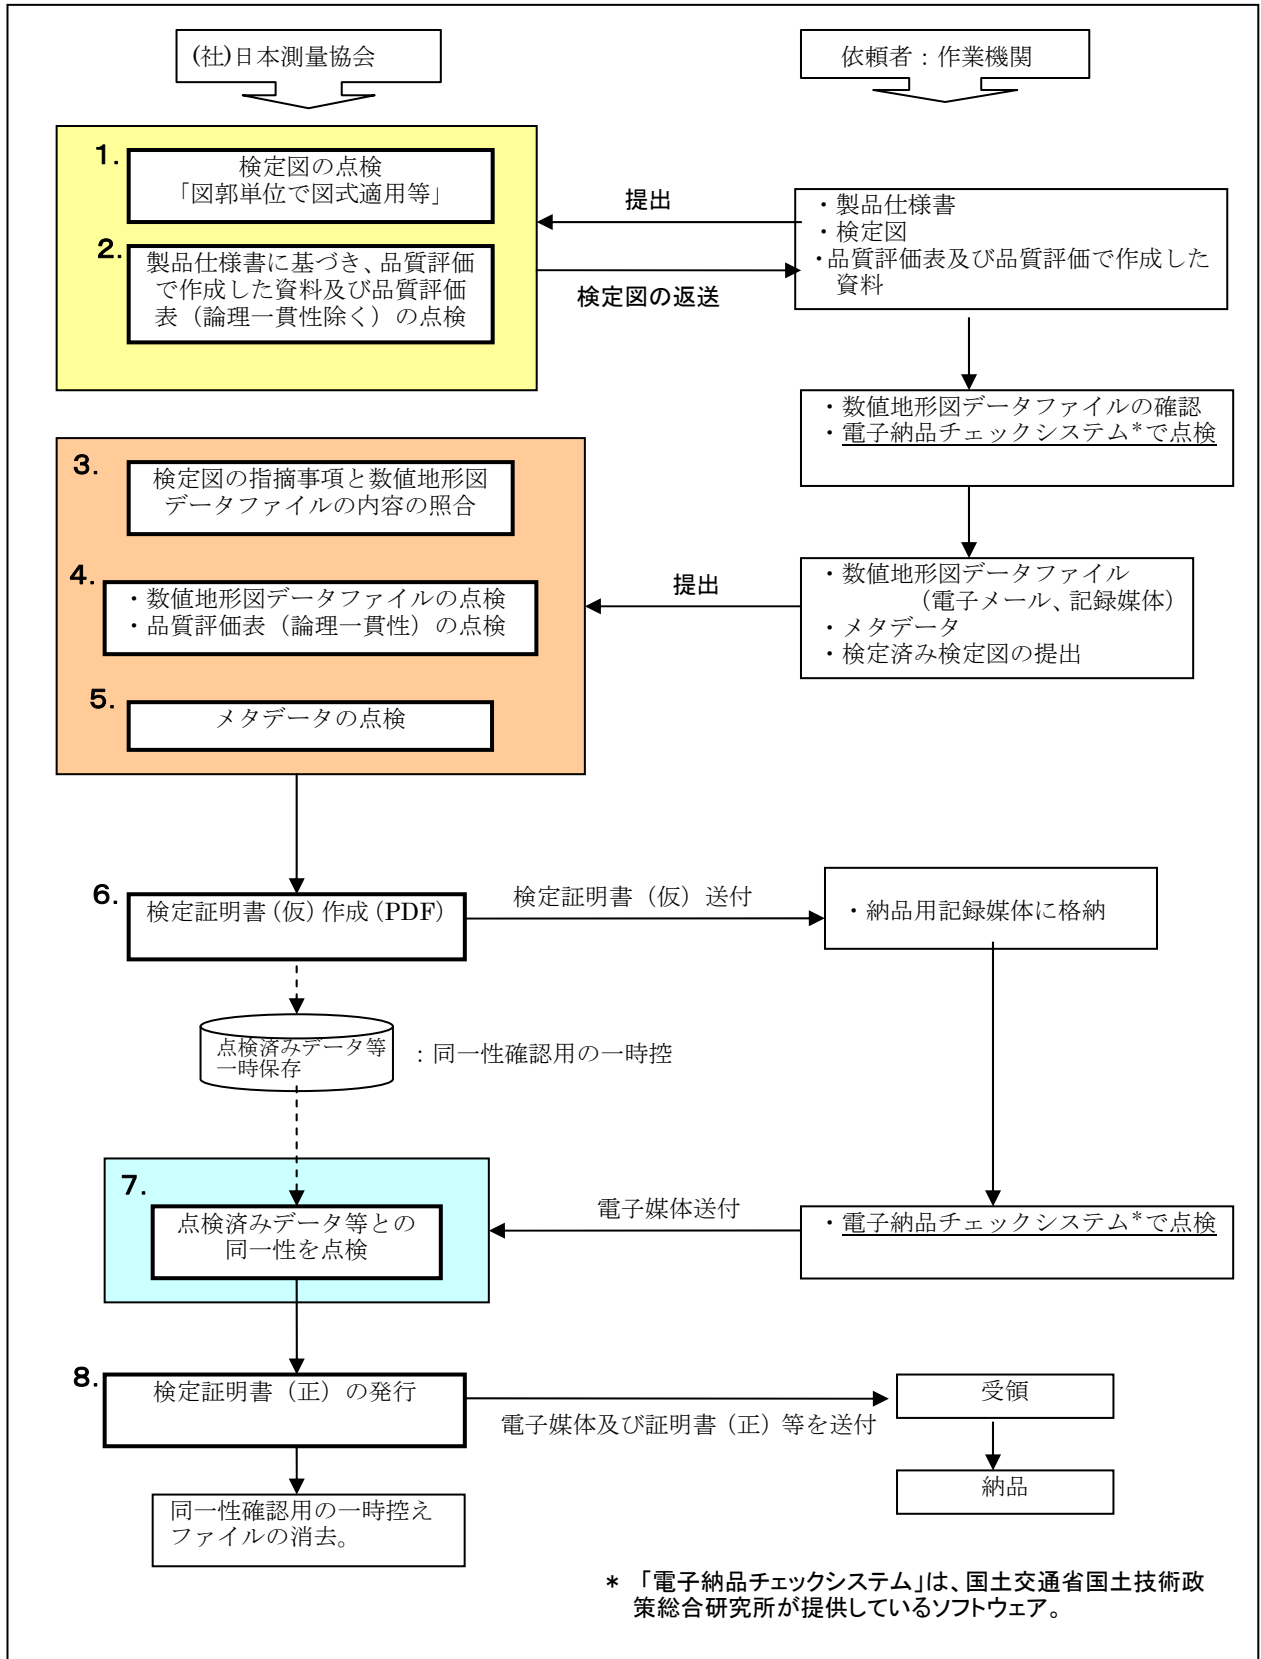 (社)日本測量協会
依頼者：作業機関
1.
検定図の点検
「図郭単位で図式適用等」
2.
製品仕様書に基づき、品質評価
で作成した資料及び品質評価
表（論理一貫性除く）の点検
提出
検定図の返送
・製品仕様書
・検定図
・品質評価表及び品質評価で作成した
資料
・数値地形図データファイルの確認
・電子納品チェックシステム*で点検
3.
検定図の指摘事項と数値地形図
データファイルの内容の照合
4.
・数値地形図データファイルの点検
・品質評価表（論理一貫性）の点検
5.
メタデータの点検
提出
・数値地形図データファイル
（電子メール、記録媒体）
・メタデータ
・検定済み検定図の提出
6.
検定証明書（仮）作成（PDF）
検定証明書（仮）送付
・納品用記録媒体に格納
点検済みデータ等
一時保存
：同一性確認用の一時控
7.
点検済みデータ等との
同一性を点検
電子媒体送付
・電子納品チェックシステム*で点検
8.
検定証明書（正）の発行
電子媒体及び証明書（正）等を送付
受領
納品
同一性確認用の一時控え
ファイルの消去。
* 「電子納品チェックシステム」は、国土交通省国土技術政
策総合研究所が提供しているソフトウェア。